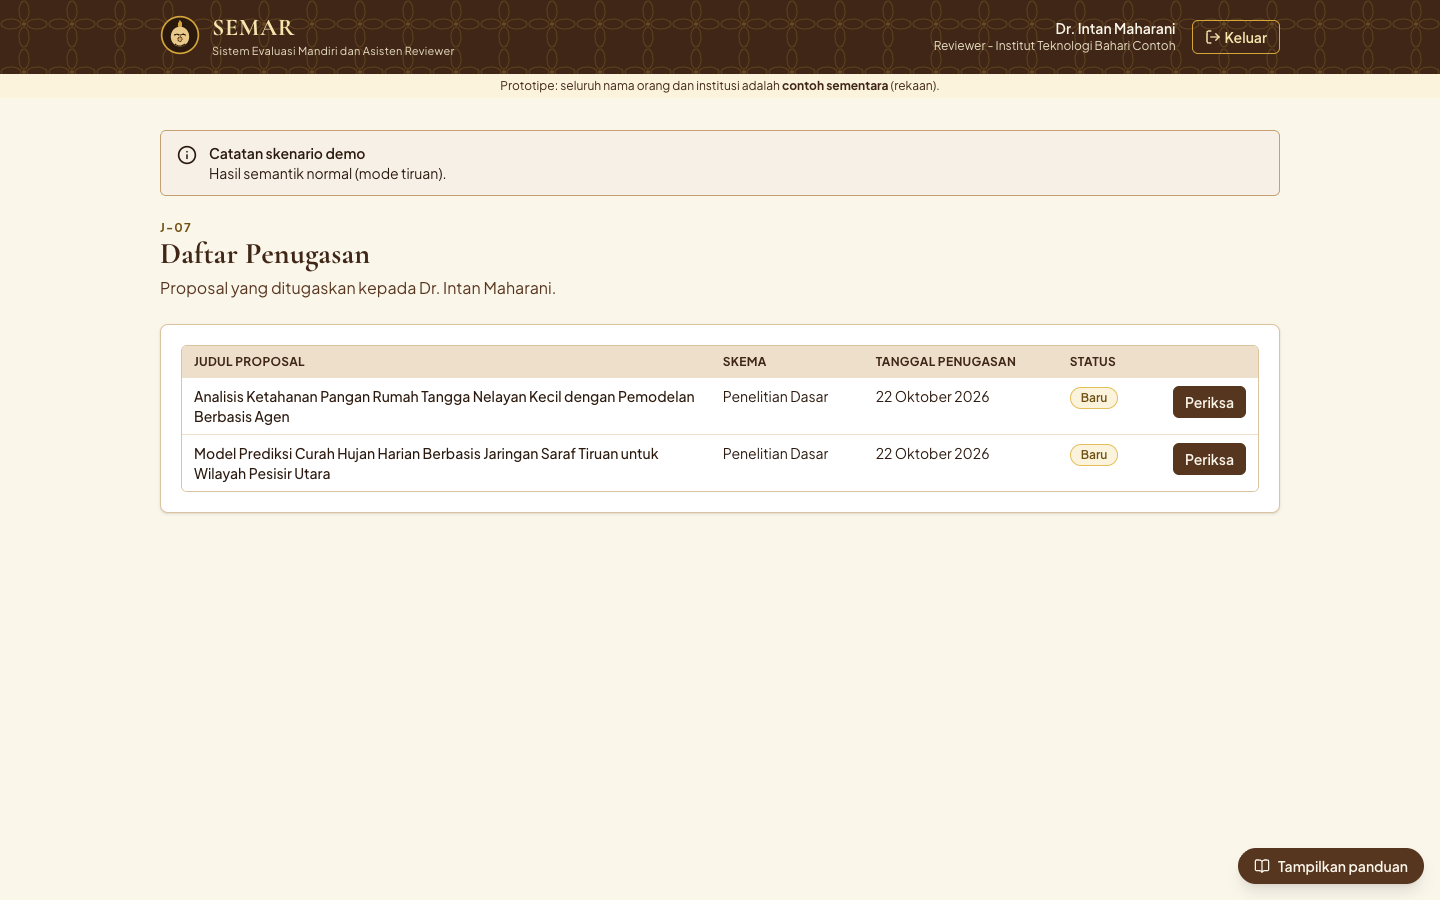 SEMAR
Sistem Evaluasi Mandiri dan Asisten Reviewer
Dr. Intan Maharani
Reviewer - Institut Teknologi Bahari Contoh
Keluar
Prototipe: seluruh nama orang dan institusi adalah contoh sementara (rekaan).
Catatan skenario demo
Hasil semantik normal (mode tiruan).
J-07
Daftar Penugasan
Proposal yang ditugaskan kepada Dr. Intan Maharani.
JUDUL PROPOSAL SKEMA TANGGAL PENUGASAN STATUS
Analisis Ketahanan Pangan Rumah Tangga Nelayan Kecil dengan Pemodelan
Berbasis Agen
Penelitian Dasar
22 Oktober 2026
Baru
Periksa
Model Prediksi Curah Hujan Harian Berbasis Jaringan Saraf Tiruan untuk
Wilayah Pesisir Utara
Penelitian Dasar
22 Oktober 2026
Baru
Periksa
Tampilkan panduan